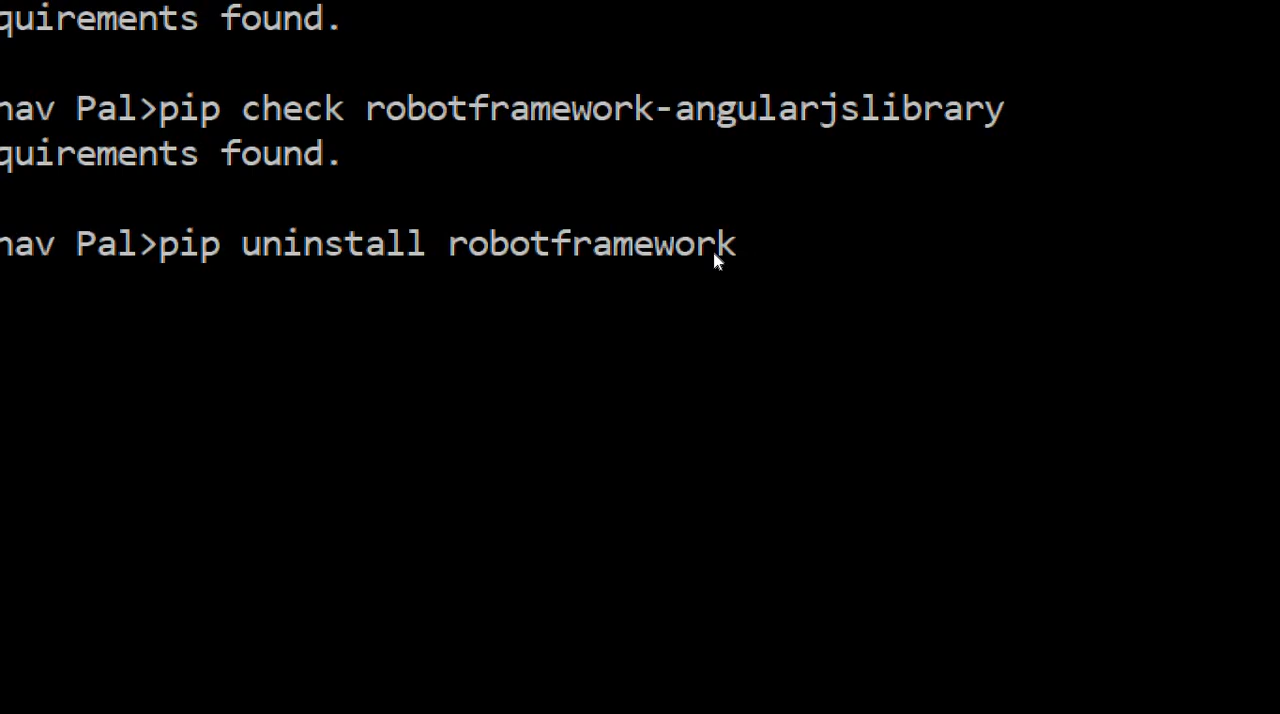 quirements found.
nav Pal>pip check robotframework-angularjslibrary
quirements found.
nav Pal>pip uninstall robotframework